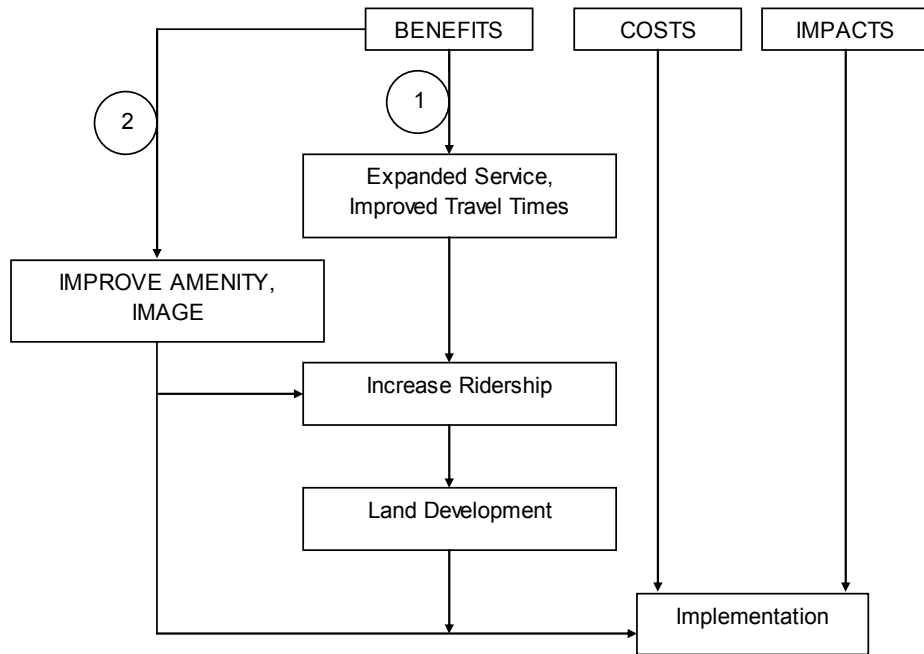 BENEFITS
COSTS
IMPACTS
1
2
Expanded Service,
Improved Travel Times
IMPROVE AMENITY,
IMAGE
Increase Ridership
Land Development
Implementation